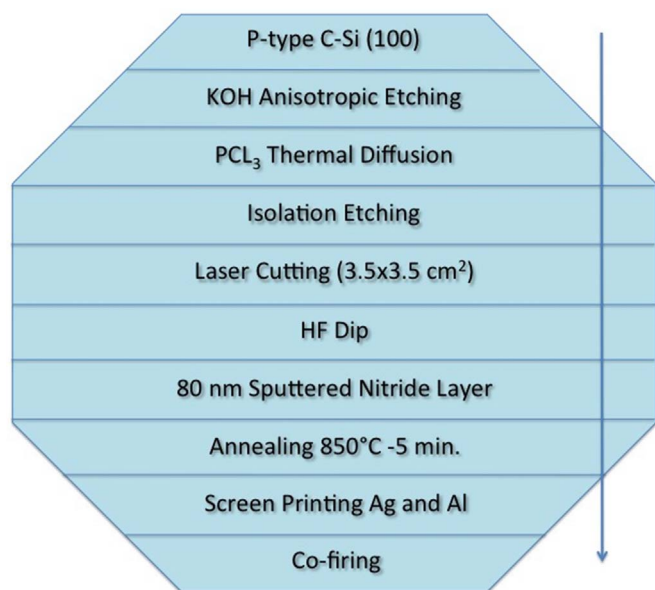 P-type C-Si (100)
KOH Anisotropic Etching
PCL₃ Thermal Diffusion
Isolation Etching
Laser Cutting (3.5x3.5 cm²)
HF Dip
80 nm Sputtered Nitride Layer
Annealing 850°C -5 min.
Screen Printing Ag and Al
Co-firing